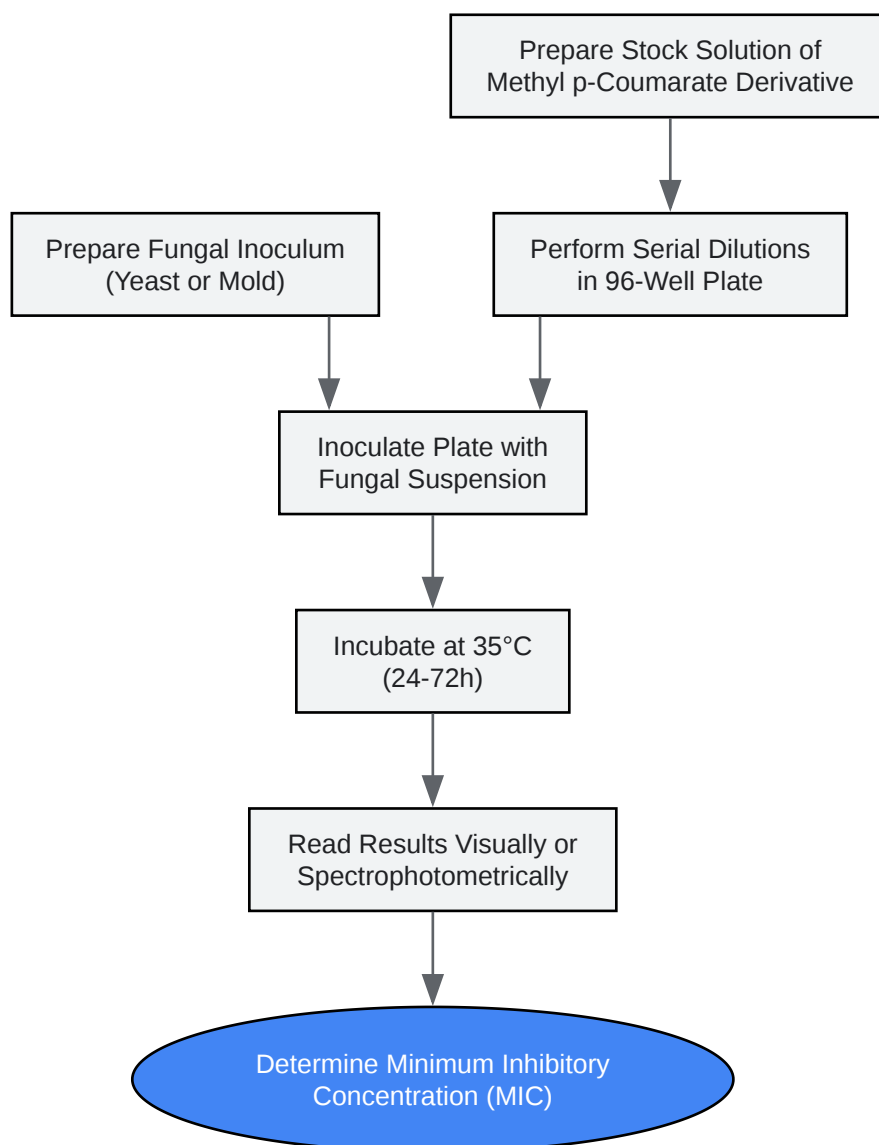 Prepare Stock Solution of
Methyl p-Coumarate Derivative
Prepare Fungal Inoculum
(Yeast or Mold)
Perform Serial Dilutions
in 96-Well Plate
Inoculate Plate with
Fungal Suspension
Incubate at 35°C
(24-72h)
Read Results Visually or
Spectrophotometrically
Determine Minimum Inhibitory
Concentration (MIC)